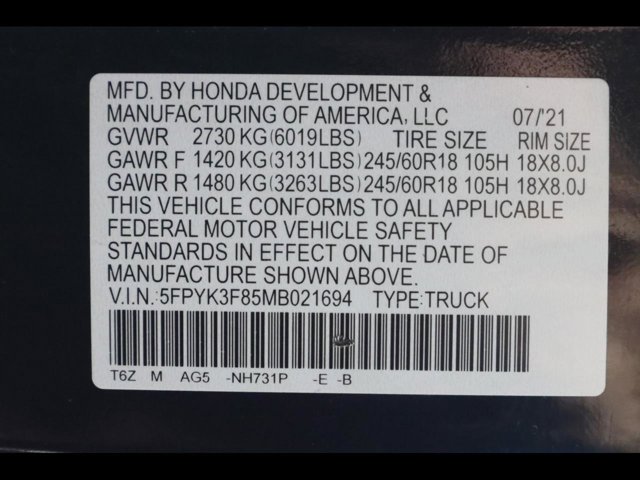 MFD. BY HONDA DEVELOPMENT &
MANUFACTURING OF AMERICA, LLC 07/'21
GVWR 2730 KG(6019LBS) TIRE SIZE RIM SIZE
GAWR F 1420 KG(3131LBS) 245/60R18 105H 18X8.0J
GAWR R 1480 KG(3263LBS) 245/60R18 105H 18X8.0J
THIS VEHICLE CONFORMS TO ALL APPLICABLE
FEDERAL MOTOR VEHICLE SAFETY
STANDARDS IN EFFECT ON THE DATE OF
MANUFACTURE SHOWN ABOVE.
V.I.N.:5FPYK3F85MB021694 TYPE:TRUCK
T6Z M AG5 -NH731P -E -B